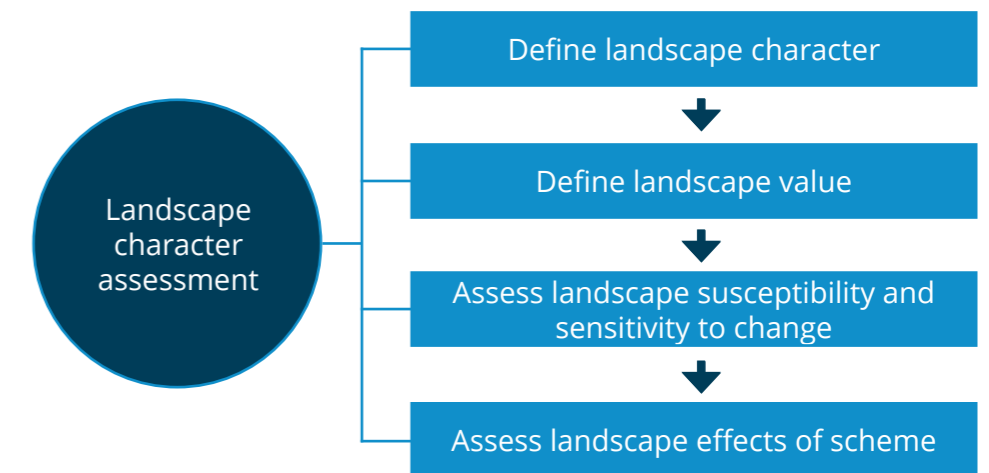 Landscape
character
assessment
Define landscape character
Define landscape value
Assess landscape susceptibility and
sensitivity to change
Assess landscape effects of scheme